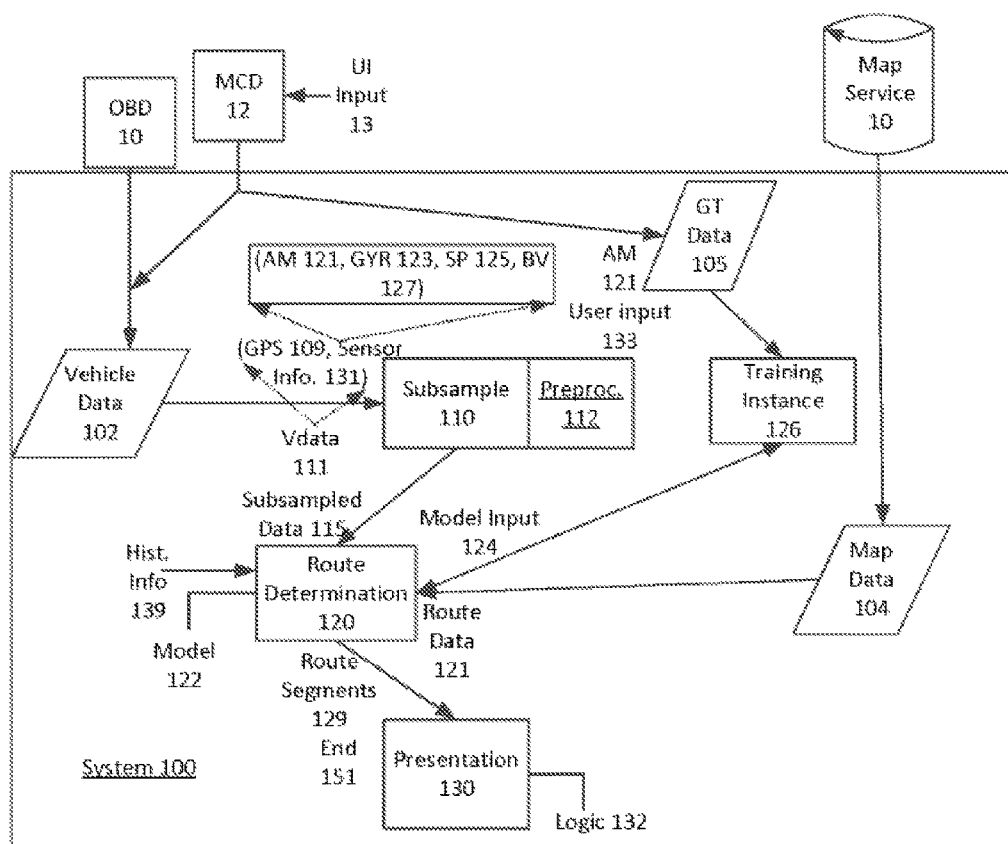 OBD
10
MCD
12
UI
Input
13
Map
Service
10
GT
Data
105
AM
121
User input
133
(AM 121, GYR 123, SP 125, BV
127)
(GPS 109, Sensor
Info. 131)
Vehicle
Data
102
Vdata
111
Subsample
110
Preproc.
112
Training
Instance
126
Subsampled
Data 115
Model Input
124
Map
Data
104
Hist.
Info
139
Route
Determination
120
Route
Data
121
Model
122
Route
Segments
129
End
151
Presentation
130
Logic 132
System 100